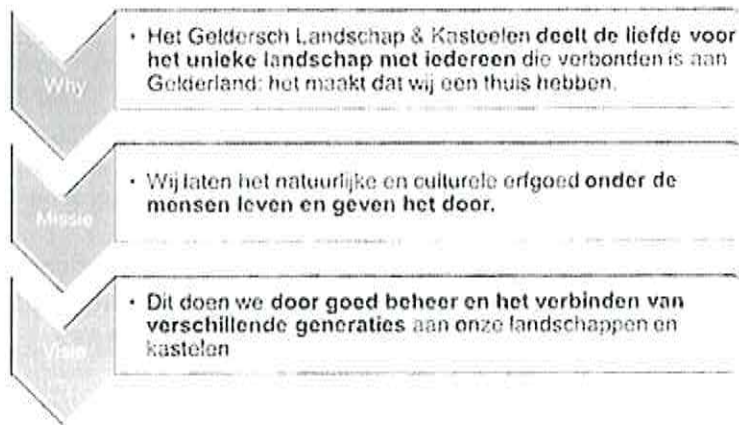 Why
• Het Geldersch Landschap & Kasteelen deelt de liefde voor
het unieke landschap met iedereen die verbonden is aan
Gelderland: het maakt dat wij een thuis hebben.
Missie
• Wij laten het natuurlijke en culturele erfgoed onder de
mensen leven en geven het door.
Visie
• Dit doen we door goed beheer en het verbinden van
verschillende generaties aan onze landschappen en
kastelen